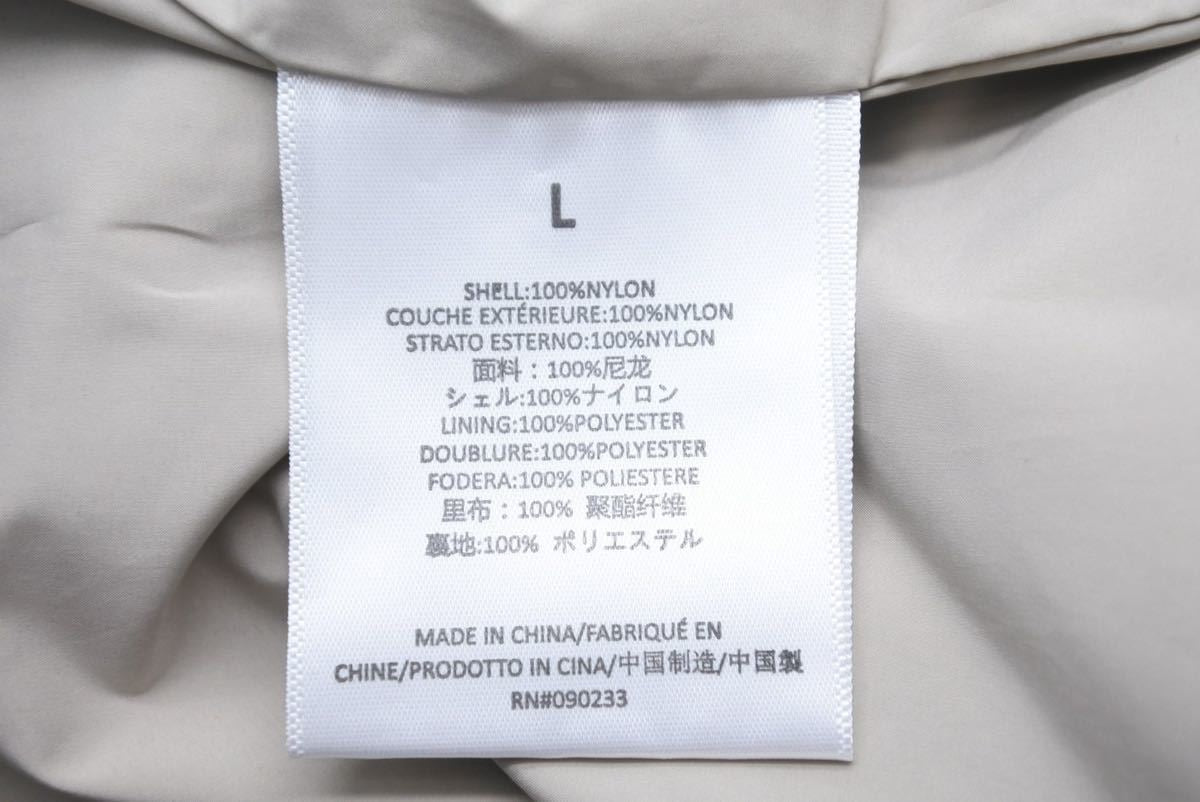 L
SHELL:100%NYLON
COUCHE EXTÉRIEURE:100%NYLON
STRATO ESTERNO:100%NYLON
面料：100%尼龙
シェル:100%ナイロン
LINING:100%POLYESTER
DOUBLURE:100%POLYESTER
FODERA:100% POLIESTERE
里布：100% 聚酯纤维
裏地:100% ポリエステル
MADE IN CHINA/FABRIQUÉ EN
CHINE/PRODOTTO IN CINA/中国制造/中国製
RN#090233